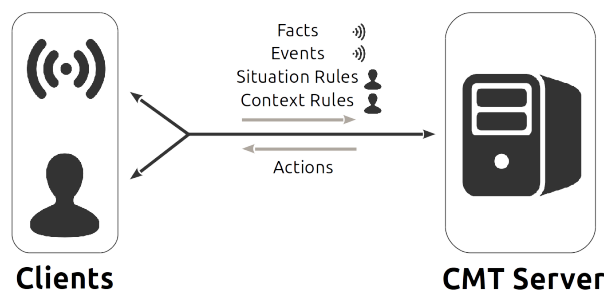 Facts
Events
Situation Rules
Context Rules
Actions
Clients
CMT Server